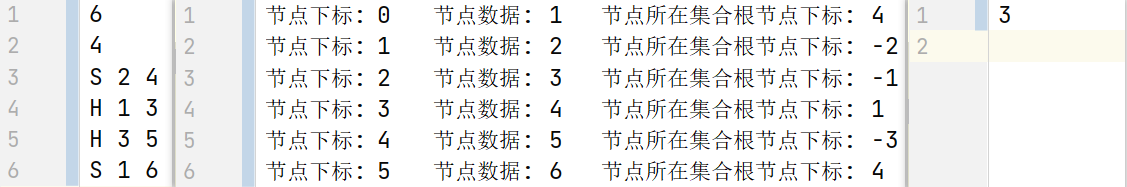 1 6
2 4
3 S 2 4
4 H 1 3
5 H 3 5
6 S 1 6
1 节点下标: 0 节点数据: 1 节点所在集合根节点下标: 4
2 节点下标: 1 节点数据: 2 节点所在集合根节点下标: -2
3 节点下标: 2 节点数据: 3 节点所在集合根节点下标: -1
4 节点下标: 3 节点数据: 4 节点所在集合根节点下标: 1
5 节点下标: 4 节点数据: 5 节点所在集合根节点下标: -3
6 节点下标: 5 节点数据: 6 节点所在集合根节点下标: 4
1 3
2